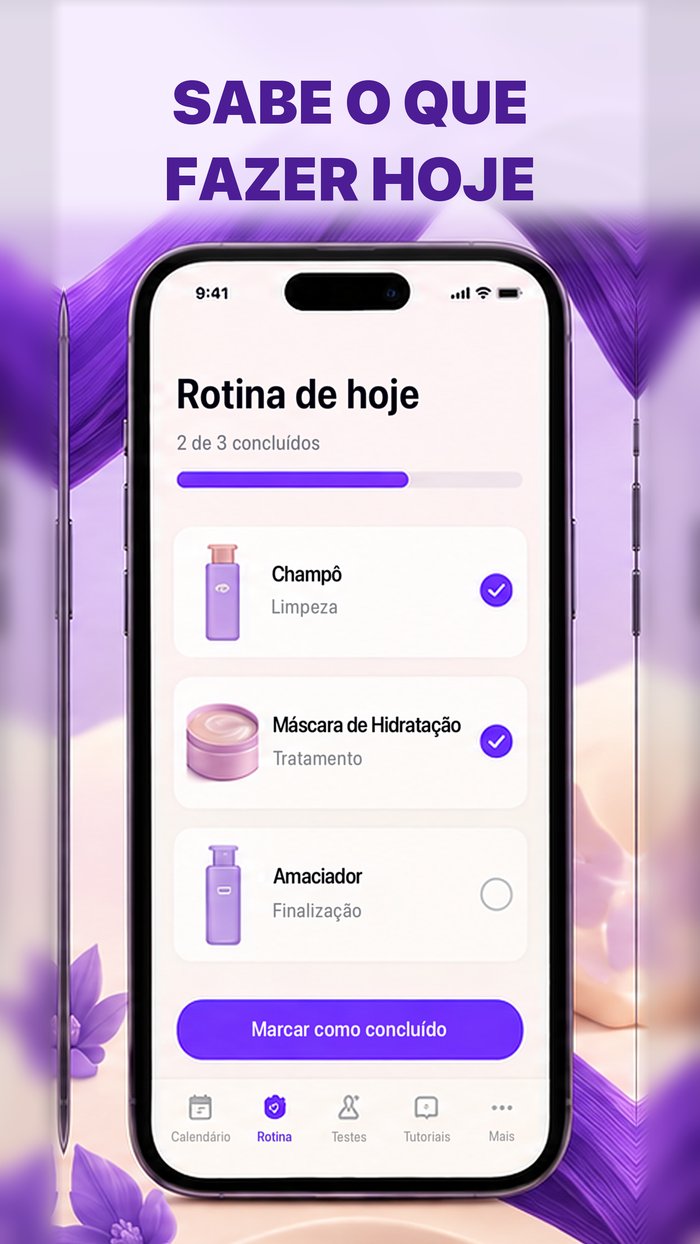 SABE O QUE
FAZER HOJE
9:41
Rotina de hoje
2 de 3 concluídos
Champô
Limpeza
Máscara de Hidratação
Tratamento
Amaciador
Finalização
Marcar como concluído
Calendário
Rotina
Testes
Tutoriais
Mais